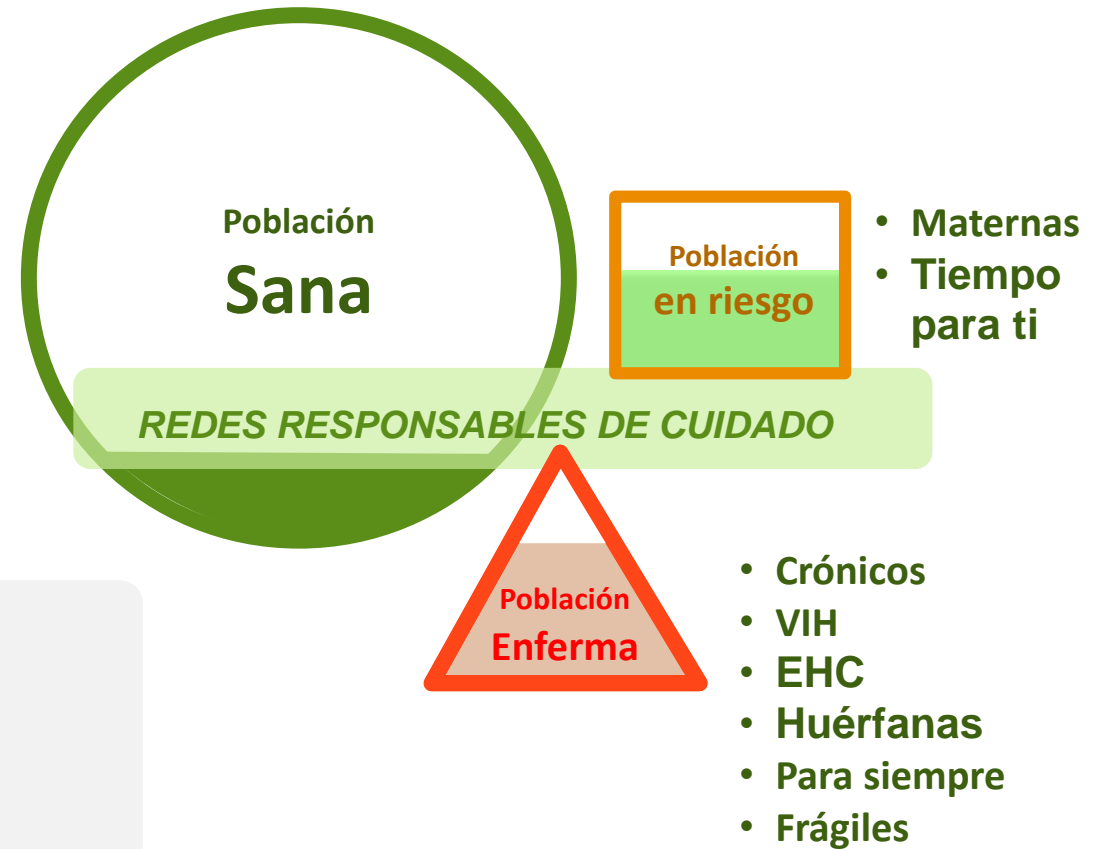 Población
Sana
Población
en riesgo
• Maternas
• Tiempo
para ti
REDES RESPONSABLES DE CUIDADO
Población
Enferma
• Crónicos
• VIH
• EHC
• Huérfanas
• Para siempre
• Frágiles